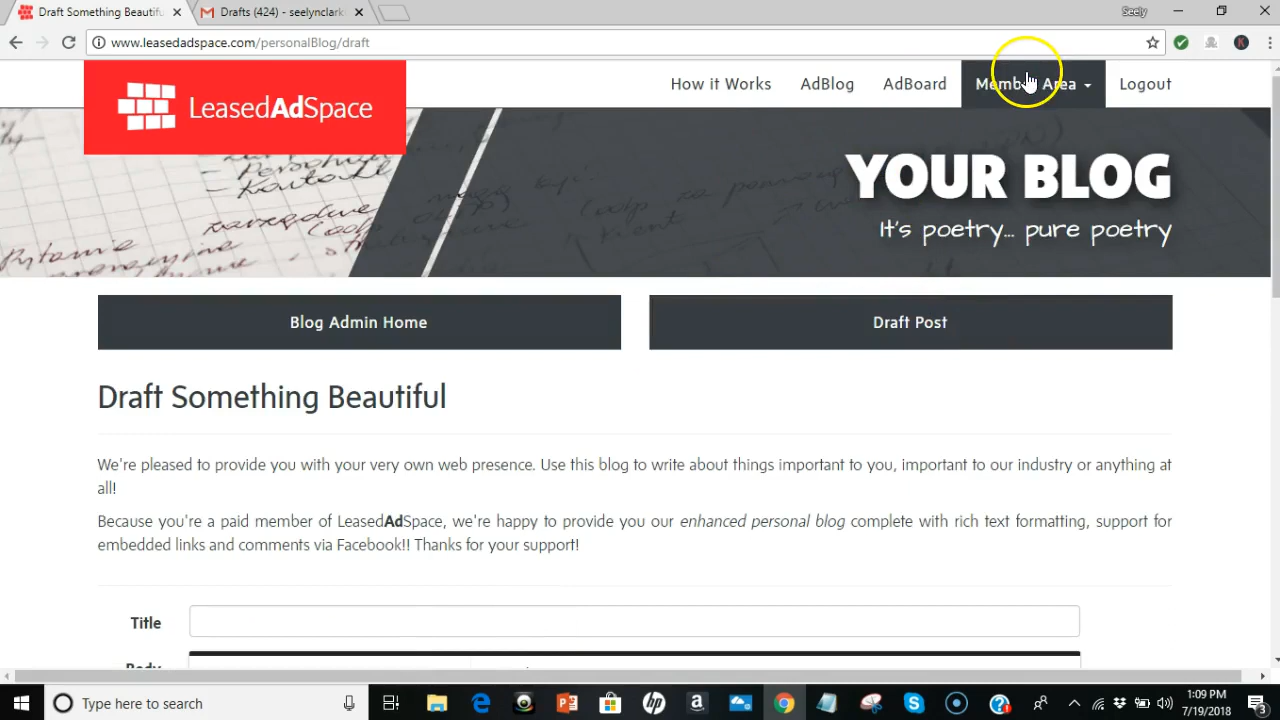 Draft Something Beautifu
Drafts (424) - seelynclark
Seely
www.leasedadspace.com/personalBlog/draft
LeasedAdSpace
How it Works
AdBlog
AdBoard
Member Area
Logout
YOUR BLOG
It's poetry... pure poetry
Blog Admin Home
Draft Post
Draft Something Beautiful
We're pleased to provide you with your very own web presence. Use this blog to write about things important to you, important to our industry or anything at
all!
Because you're a paid member of LeasedAdSpace, we're happy to provide you our enhanced personal blog complete with rich text formatting, support for
embedded links and comments via Facebook!! Thanks for your support!
Title
Body
Type here to search
1:09 PM
7/19/2018
3